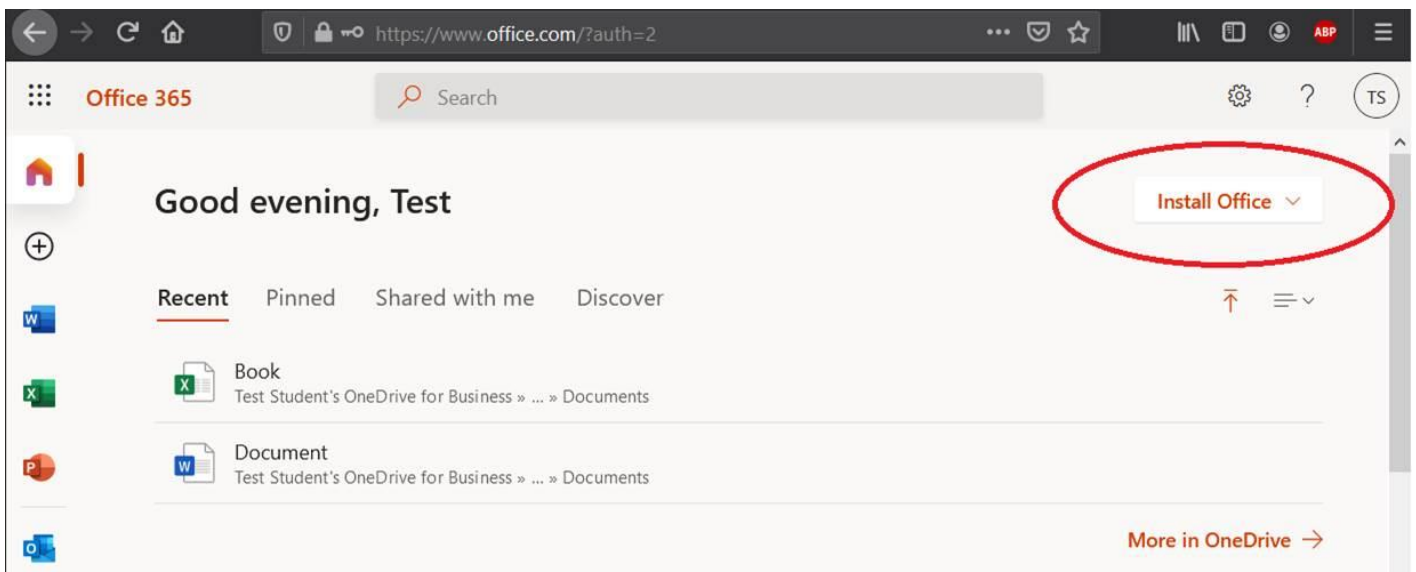 https://www.office.com/?auth=2
ABP
Office 365
Search
?
TS
Good evening, Test
Install Office
Recent Pinned Shared with me Discover
X
Book
Test Student's OneDrive for Business » ... » Documents
W
Document
Test Student's OneDrive for Business » ... » Documents
More in OneDrive →
W
X
P
O